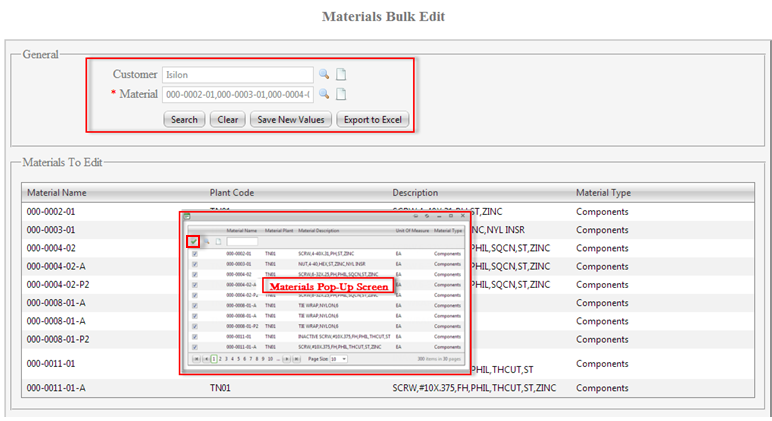 Materials Bulk Edit
General
Customer Isilon
* Material 000-0002-01,000-0003-01,000-0004-0
Search Clear Save New Values Export to Excel
Materials To Edit
Material Name Plant Code Description Material Type
000-0002-01 TN01 SCRW,4-40X.31,PH,ST,ZINC Components
000-0003-01 NC,NYL INSR Components
000-0004-02 PHIL,SQCN,ST,ZINC Components
000-0004-02-A PHIL,SQCN,ST,ZINC Components
000-0004-02-P2 PHIL,SQCN,ST,ZINC Components
000-0008-01-A Components
000-0008-01-A Components
000-0008-01-P2 Components
000-0011-01 PHIL,THCUT,ST Components
000-0011-01-A TN01 SCRW,#10X.375,FH,PHIL,THCUT,ST,ZINC Components
Material Name Material Plant Material Description Unit Of Measure Material Type
000-0002-01 TN01 SCRW,4-40X.31,PH,ST,ZINC EA Components
000-0003-01 TN01 NUT,4-40,HEX,ST,ZINC,NYL INSR EA Components
000-0004-02 TN01 SCRW,6-32X.25,FH,PHIL,SQCN,ST,ZINC EA Components
000-0004-02-A TN01 EA Components
Materials Pop-Up Screen
000-0004-02-P2 TN01 SCRW,6-32X.25,FH,PHIL,SQCN,ST,ZINC EA Components
000-0008-01-A TN01 TIE WRAP,NYLON,6 EA Components
000-0008-01-A TN01 TIE WRAP,NYLON,6 EA Components
000-0008-01-P2 TN01 TIE WRAP,NYLON,6 EA Components
000-0011-01 TN01 INACTIVE SCRW,#10X.375,FH,PHIL,THCUT,ST EA Components
000-0011-01-A TN01 SCRW,#10X.375,FH,PHIL,THCUT,ST,ZINC EA Components
1 2 3 4 5 6 7 8 9 10 ... Page Size: 10 300 items in 30 pages